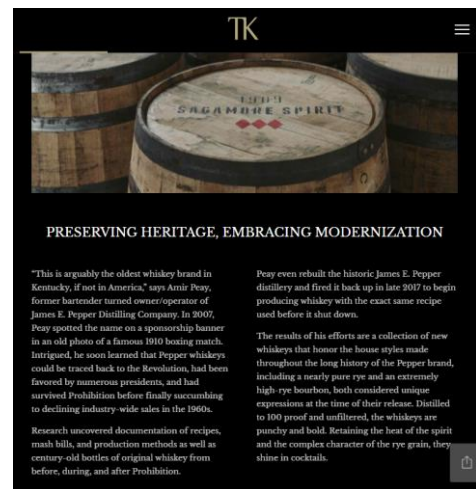 TK
1909
SAGAMORE SPIRIT
PRESERVING HERITAGE, EMBRACING MODERNIZATION
"This is arguably the oldest whiskey brand in
Kentucky, if not in America," says Amir Peay,
former bartender turned owner/operator of
James E. Pepper Distilling Company. In 2007,
Peay spotted the name on a sponsorship banner
in an old photo of a famous 1910 boxing match.
Intrigued, he soon learned that Pepper whiskeys
could be traced back to the Revolution, had been
favored by numerous presidents, and had
survived Prohibition before finally succumbing
to declining industry-wide sales in the 1960s.
Research uncovered documentation of recipes,
mash bills, and production methods as well as
century-old bottles of original whiskey from
before, during, and after Prohibition.
Peay even rebuilt the historic James E. Pepper
distillery and fired it back up in late 2017 to begin
producing whiskey with the exact same recipe
used before it shut down.
The results of his efforts are a collection of new
whiskeys that honor the house styles made
throughout the long history of the Pepper brand,
including a nearly pure rye and an extremely
high-rye bourbon, both considered unique
expressions at the time of their release. Distilled
to 100 proof and unfiltered, the whiskeys are
punchy and bold. Retaining the heat of the spirit
and the complex character of the rye grain, they
shine in cocktails.